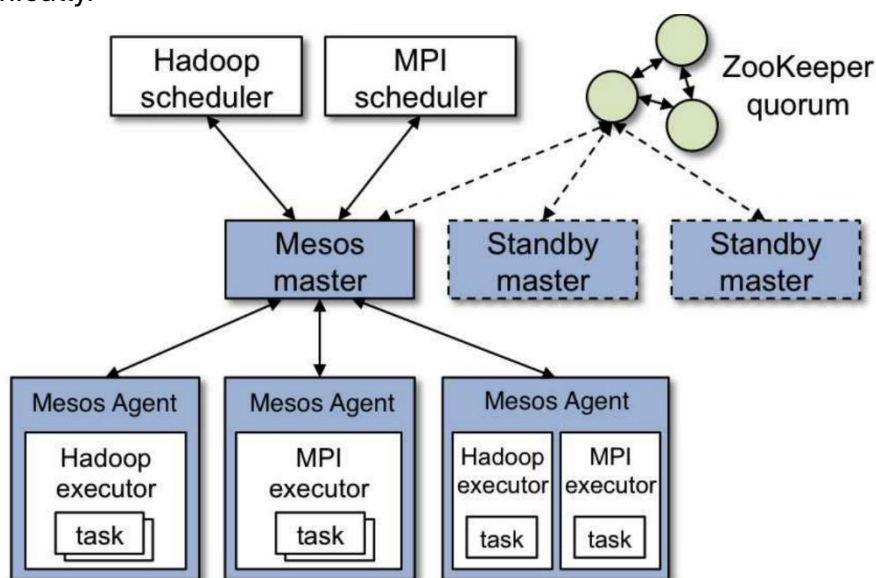 Hadoop
scheduler
MPI
scheduler
ZooKeeper
quorum
Mesos
master
Standby
master
Standby
master
Mesos Agent
Hadoop
executor
task
Mesos Agent
MPI
executor
task
Mesos Agent
Hadoop
executor
task
MPI
executor
task